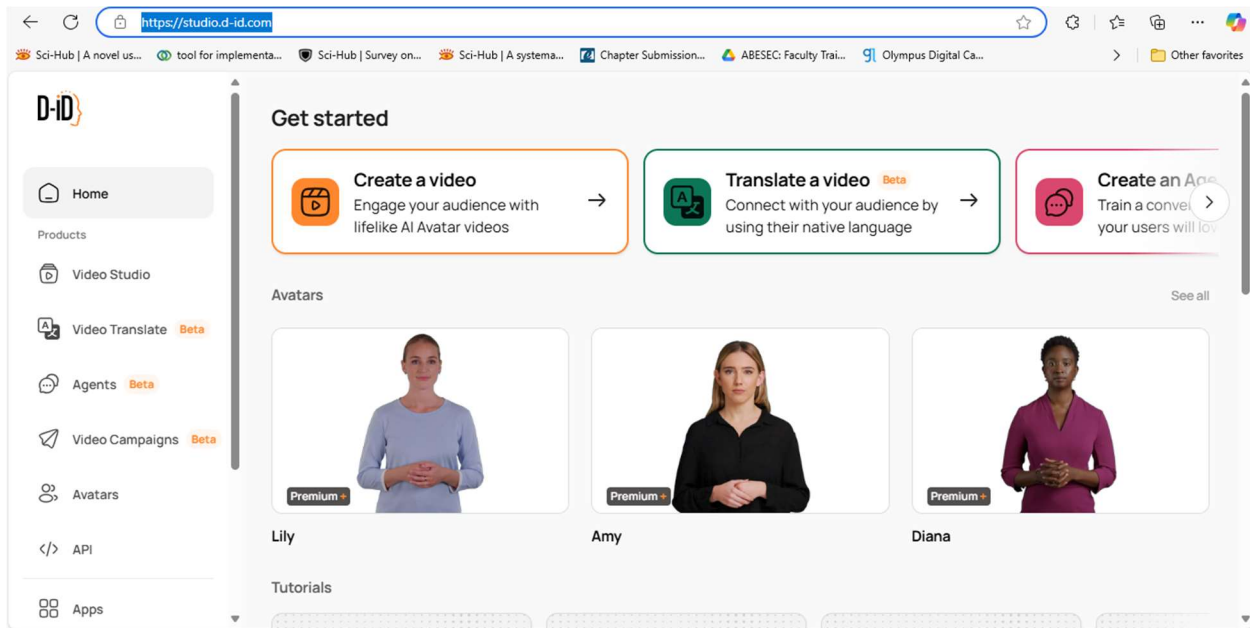 https://studio.d-id.com
Sci-Hub | A novel us...
tool for implementa...
Sci-Hub | Survey on...
Sci-Hub | A systema...
Chapter Submission...
ABESEC: Faculty Trai...
Olympus Digital Ca...
Other favorites
D-iD
Home
Products
Video Studio
Video Translate Beta
Agents Beta
Video Campaigns Beta
Avatars
API
Apps
Get started
Create a video
Engage your audience with
lifelike AI Avatar videos
Translate a video Beta
Connect with your audience by
using their native language
Create an Age
Train a conve
your users will lov
Avatars
See all
Premium+
Lily
Premium+
Amy
Premium+
Diana
Tutorials